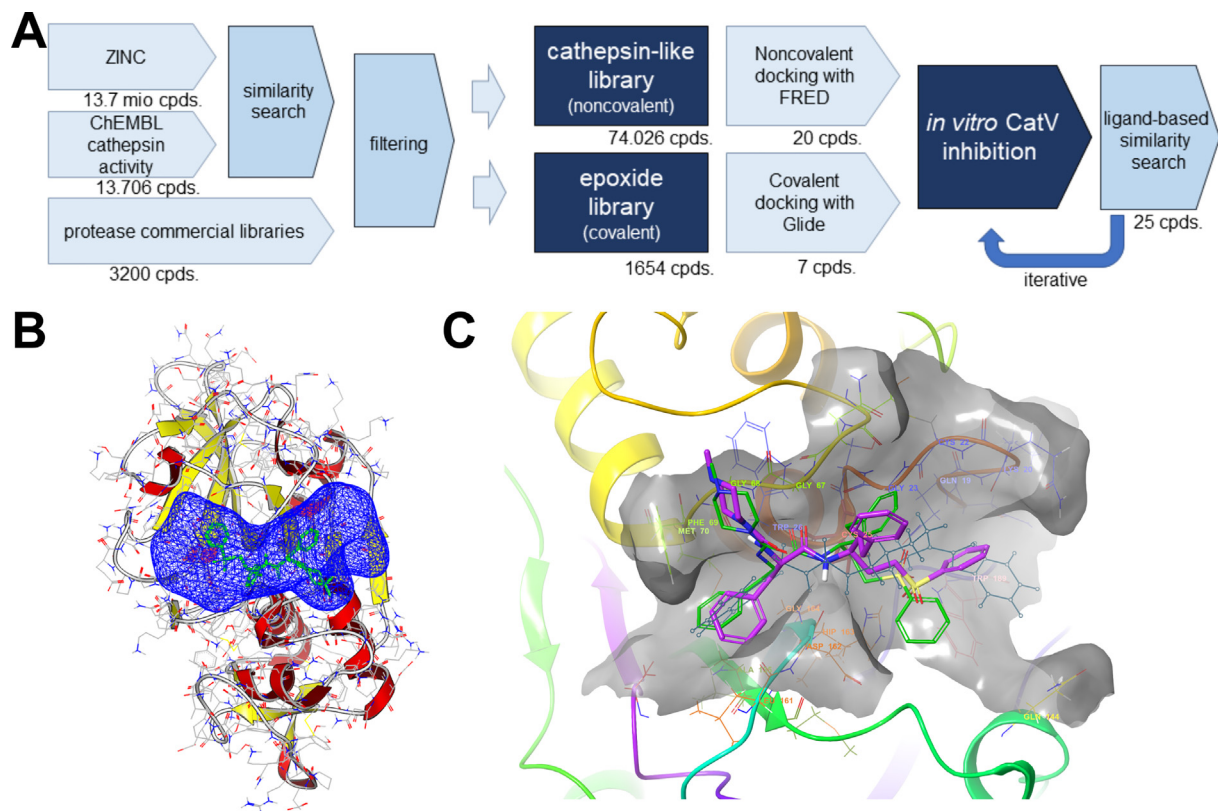 A
ZINC
13.7 mio cpds.
ChEMBL
cathepsin
activity
13.706 cpds.
protease commercial libraries
3200 cpds.
similarity
search
filtering
cathepsin-like
library
(noncovalent)
74.026 cpds.
epoxide
library
(covalent)
1654 cpds.
Noncovalent
docking with
FRED
20 cpds.
Covalent
docking with
Glide
7 cpds.
in vitro CatV
inhibition
ligand-based
similarity
search
25 cpds.
iterative
B
C
GLY 67
PHE 69
MET 70
GLN 19
GLY 23
ASP 162